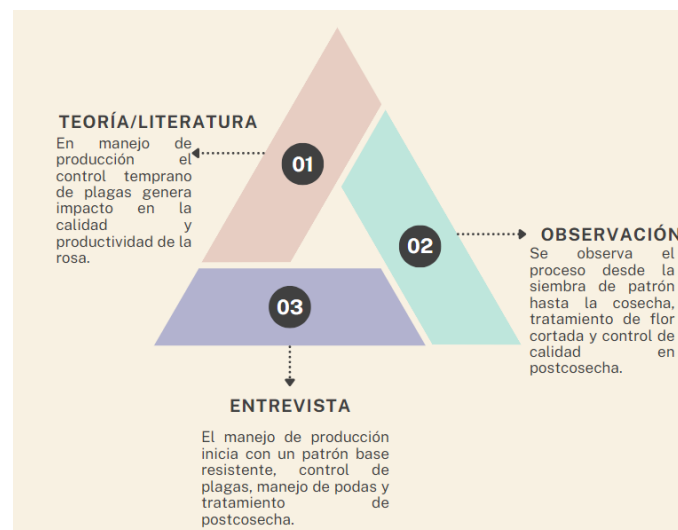 TEORÍA/LITERATURA
En manejo de
producción el
control temprano
de plagas genera
impacto en la
calidad y
productividad de la
rosa.
01
02
OBSERVACIÓN
Se observa el
proceso desde la
siembra de patrón
hasta la cosecha,
tratamiento de flor
cortada y control de
calidad en
postcosecha.
03
ENTREVISTA
El manejo de producción
inicia con un patrón base
resistente, control de
plagas, manejo de podas y
tratamiento de
postcosecha.